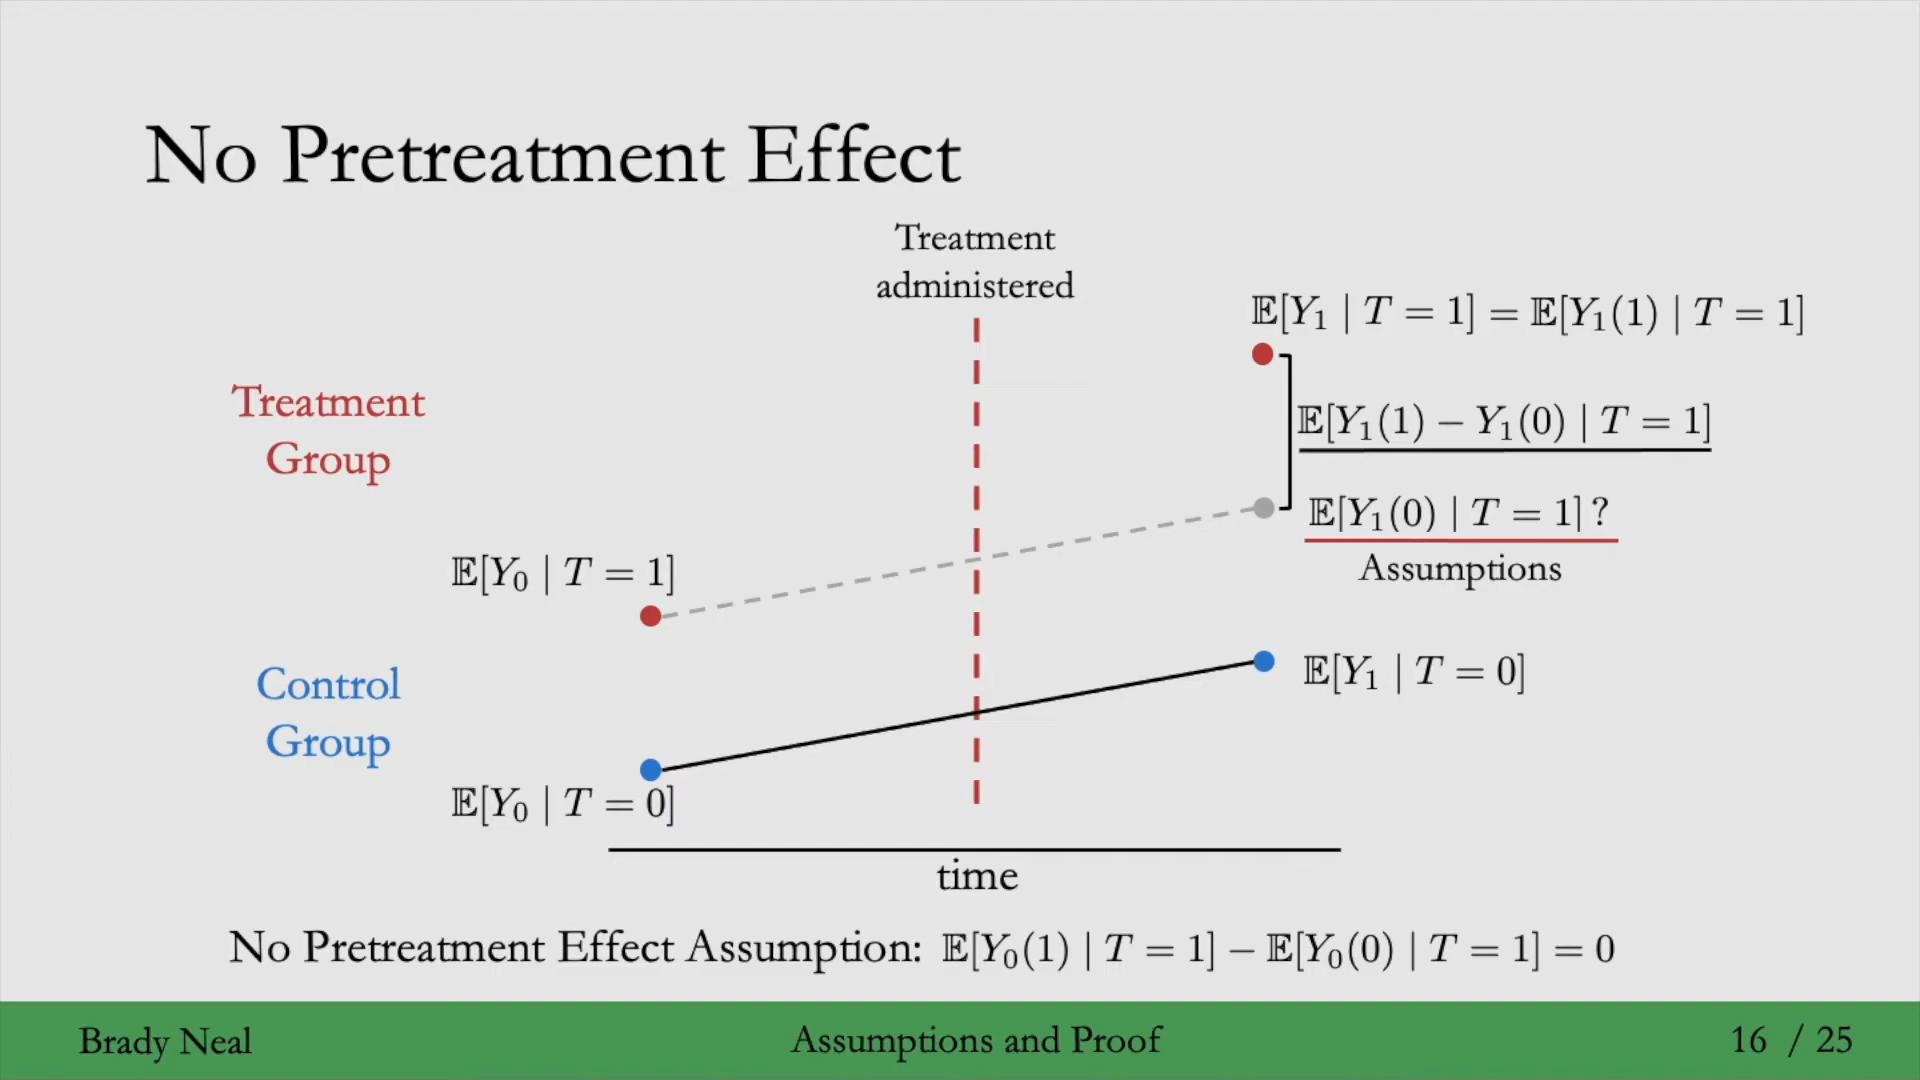 No Pretreatment Effect
Treatment
administered
𝔼[Y₁ | T = 1] = 𝔼[Y₁(1) | T = 1]
Treatment
Group
𝔼[Y₁(1) − Y₁(0) | T = 1]
𝔼[Y₁(0) | T = 1] ?
Assumptions
𝔼[Y₀ | T = 1]
Control
Group
𝔼[Y₁ | T = 0]
𝔼[Y₀ | T = 0]
time
No Pretreatment Effect Assumption: 𝔼[Y₀(1) | T = 1] − 𝔼[Y₀(0) | T = 1] = 0
Brady Neal
Assumptions and Proof
16 / 25